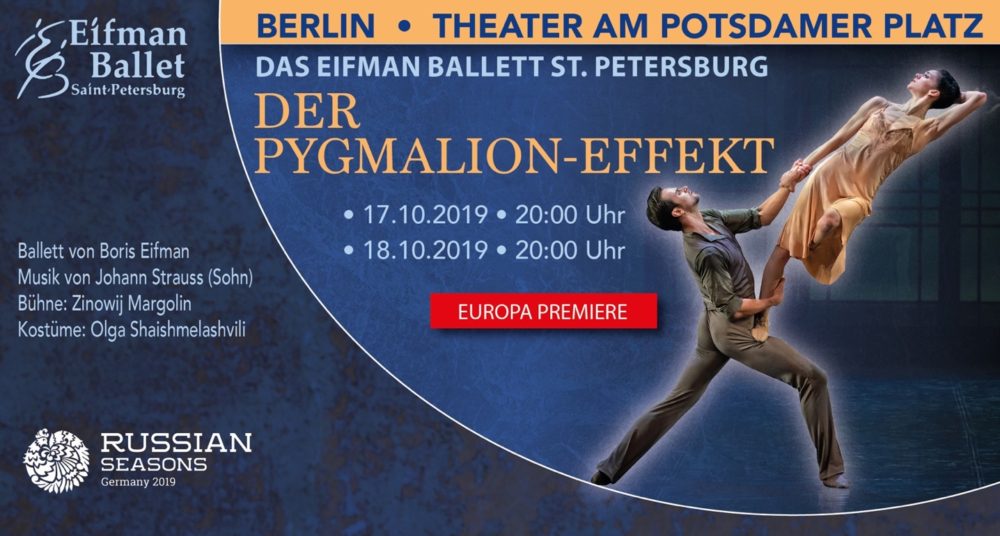 Eifman
Ballet
Saint-Petersburg
BERLIN • THEATER AM POTSDAMER PLATZ
DAS EIFMAN BALLETT ST. PETERSBURG
DER
PYGMALION-EFFEKT
• 17.10.2019 • 20:00 Uhr
• 18.10.2019 • 20:00 Uhr
EUROPA PREMIERE
Ballett von Boris Eifman
Musik von Johann Strauss (Sohn)
Bühne: Zinowij Margolin
Kostüme: Olga Shaishmelashvili
RUSSIAN
SEASONS
Germany 2019